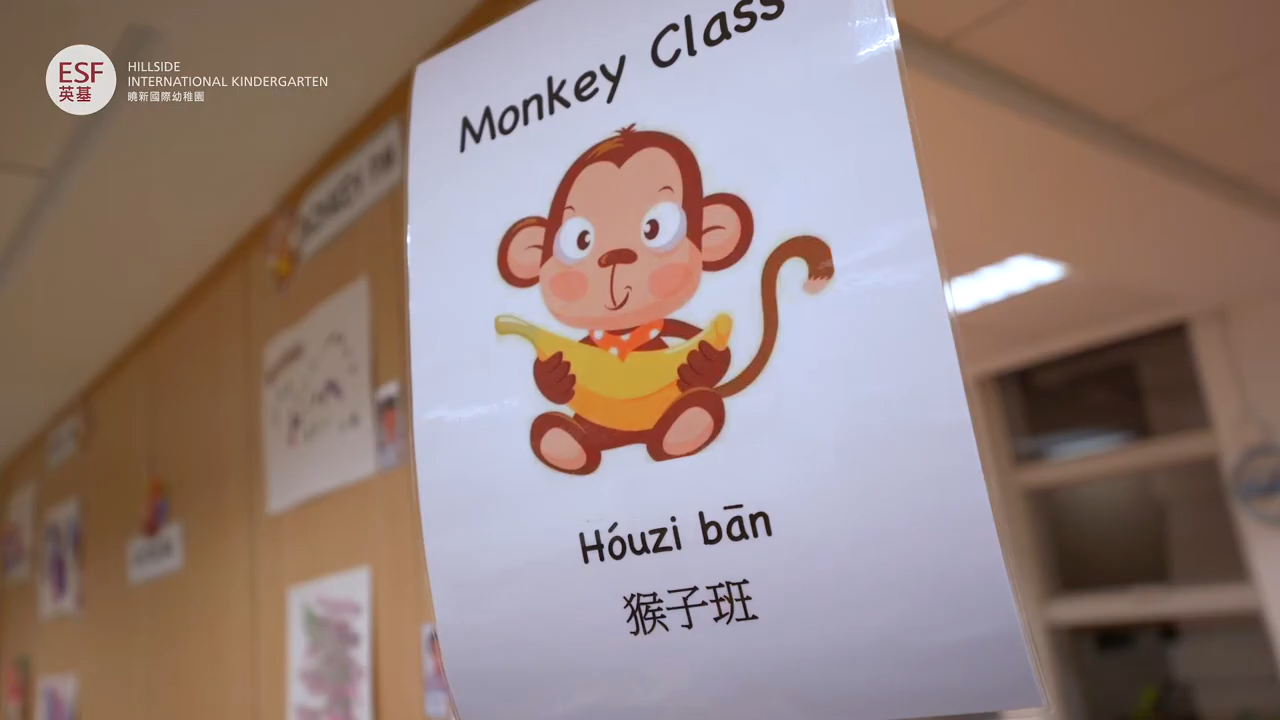 ESF
英基
HILLSIDE
INTERNATIONAL KINDERGARTEN
曉新國際幼稚園
Monkey Class
Hóuzi bān
猴子班